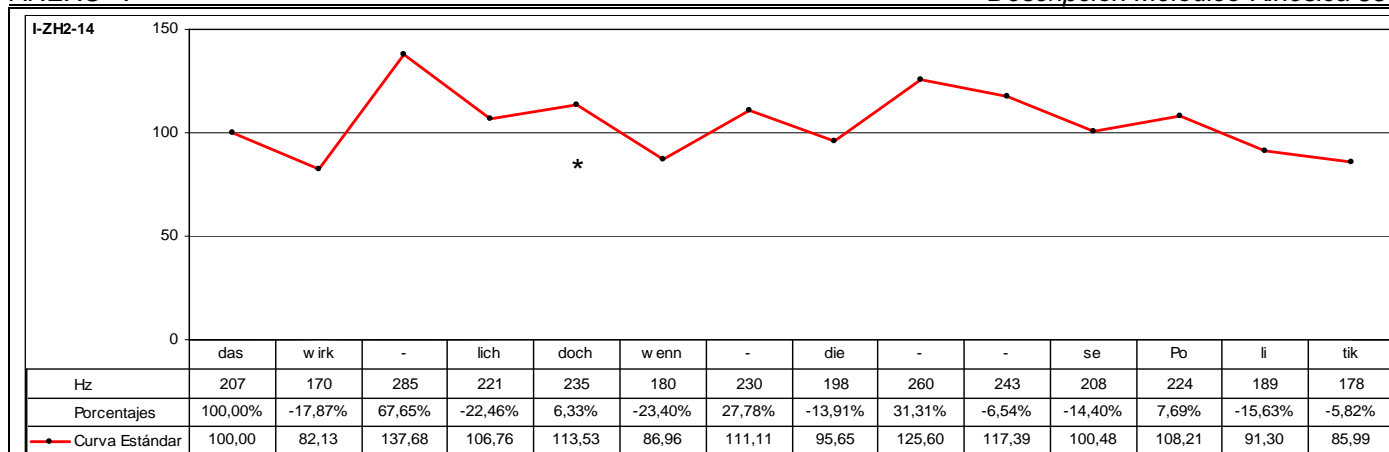 I-ZH2-14
150
100
50
0
*
das wirk - lich doch wenn - die - - se Po li tik
Hz 207 170 285 221 235 180 230 198 260 243 208 224 189 178
Porcentajes 100,00% -17,87% 67,65% -22,46% 6,33% -23,40% 27,78% -13,91% 31,31% -6,54% -14,40% 7,69% -15,63% -5,82%
Curva Estándar 100,00 82,13 137,68 106,76 113,53 86,96 111,11 95,65 125,60 117,39 100,48 108,21 91,30 85,99